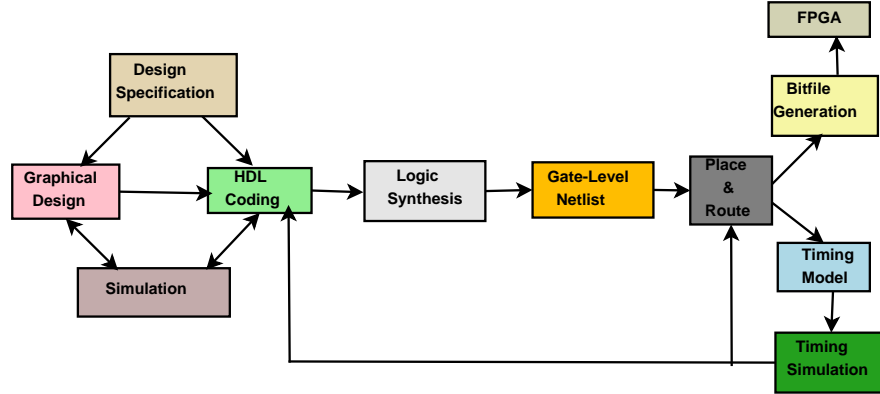 FPGA
Design
Specification
Bitfile
Generation
Graphical
Design
HDL
Coding
Logic
Synthesis
Gate-Level
Netlist
Place
&
Route
Timing
Model
Simulation
Timing
Simulation